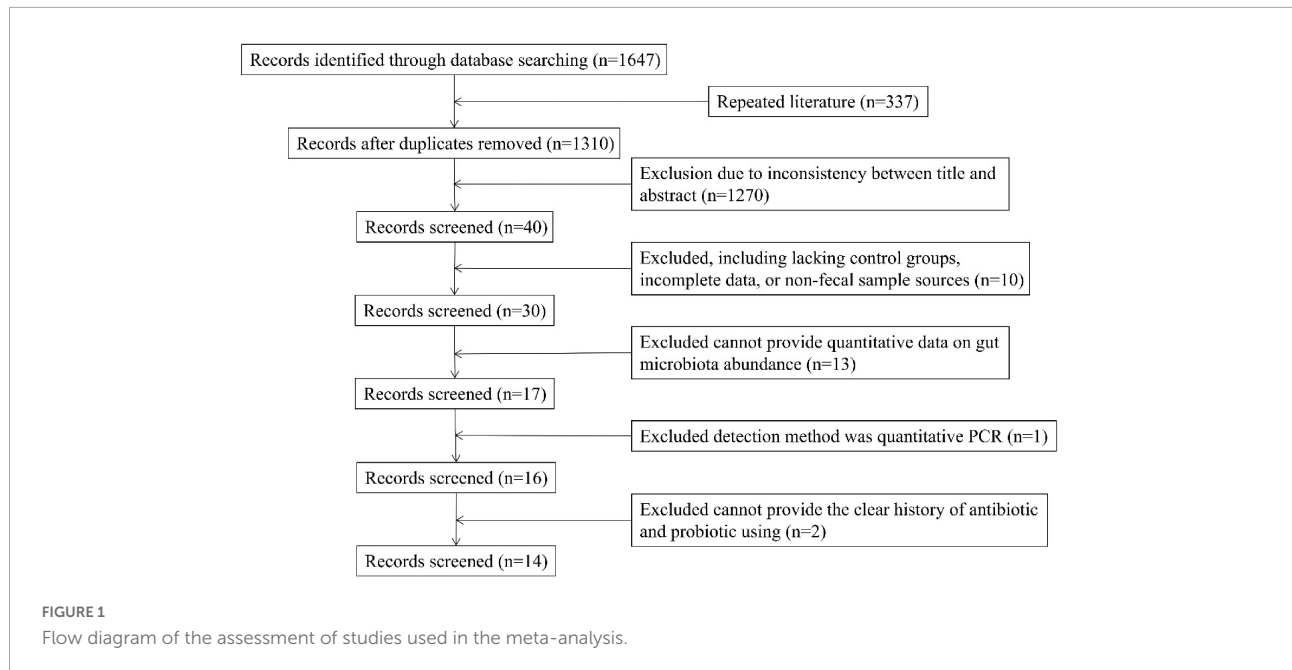 Records identified through database searching (n=1647)
Repeated literature (n=337)
Records after duplicates removed (n=1310)
Exclusion due to inconsistency between title and
abstract (n=1270)
Records screened (n=40)
Excluded, including lacking control groups,
incomplete data, or non-fecal sample sources (n=10)
Records screened (n=30)
Excluded cannot provide quantitative data on gut
microbiota abundance (n=13)
Records screened (n=17)
Excluded detection method was quantitative PCR (n=1)
Records screened (n=16)
Excluded cannot provide the clear history of antibiotic
and probiotic using (n=2)
Records screened (n=14)
FIGURE 1
Flow diagram of the assessment of studies used in the meta-analysis.